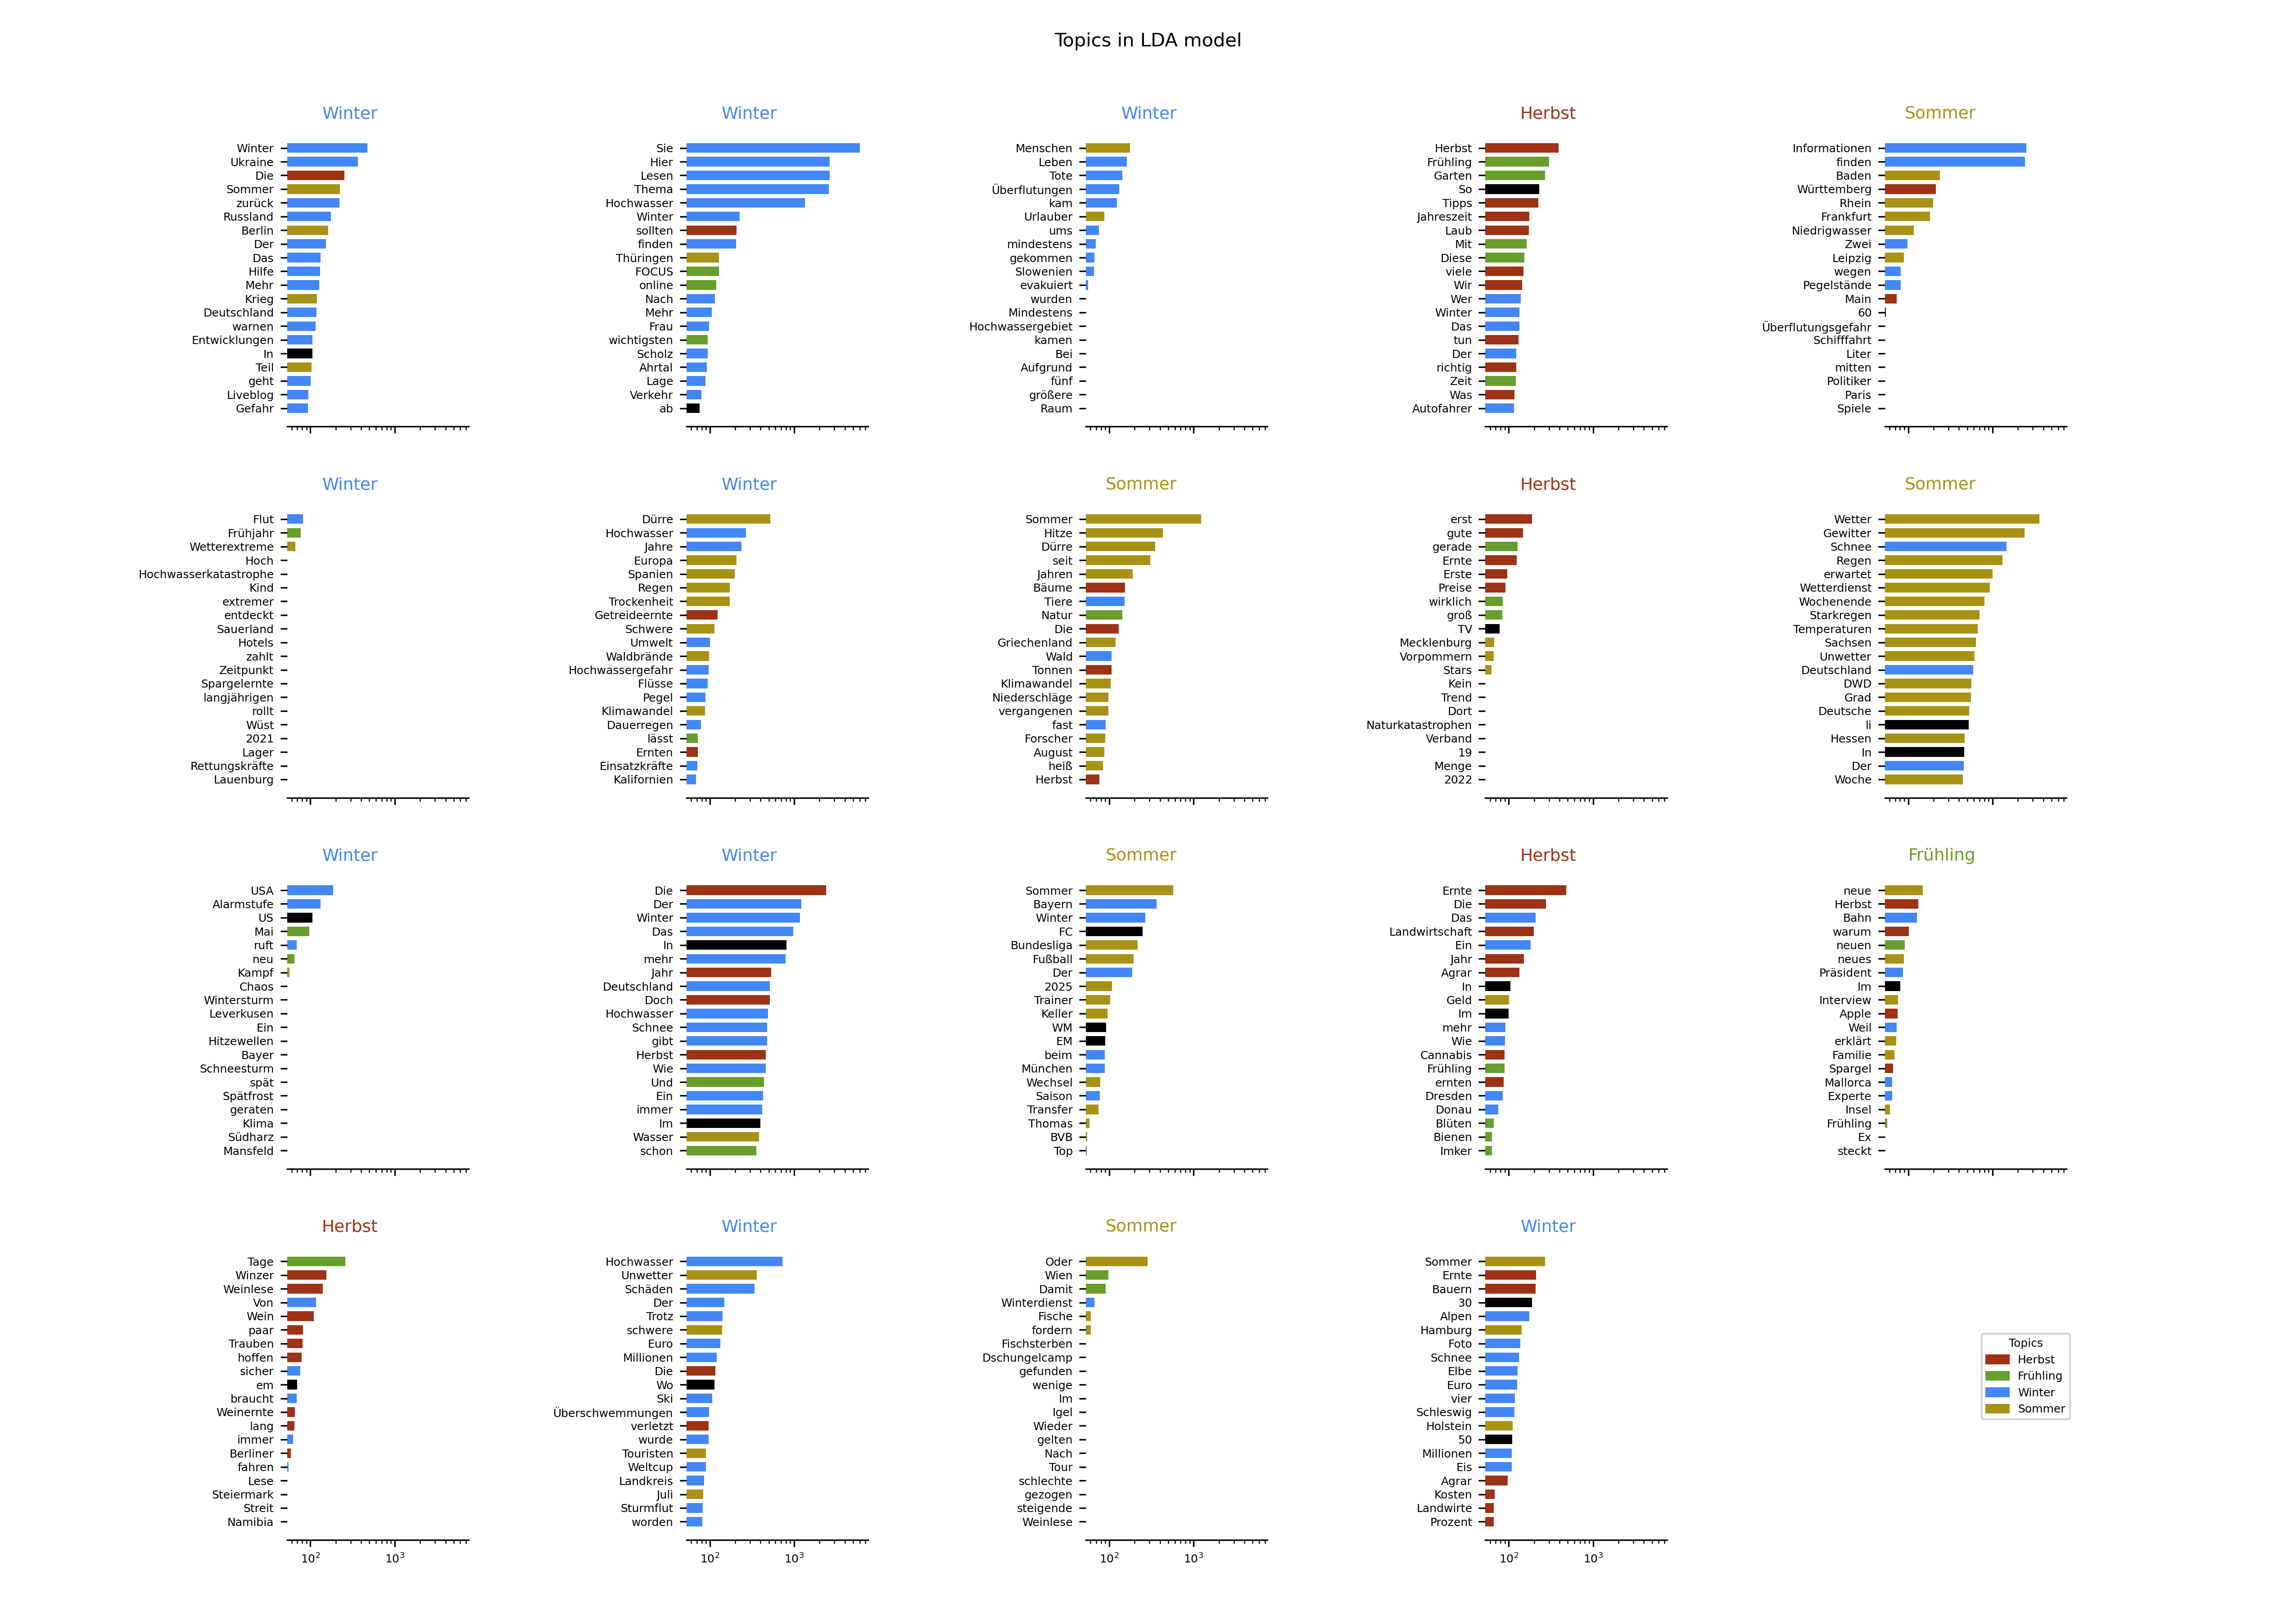 Topics in LDA model
Winter
Winter
Ukraine
Die
Sommer
zurück
Russland
Berlin
Der
Das
Hilfe
Mehr
Krieg
Deutschland
warnen
Entwicklungen
In
Teil
geht
Liveblog
Gefahr
Winter
Sie
Hier
Lesen
Thema
Hochwasser
Winter
sollten
finden
Thüringen
FOCUS
online
Nach
Mehr
Frau
wichtigsten
Scholz
Ahrtal
Lage
Verkehr
ab
Winter
Menschen
Leben
Tote
Überflutungen
kam
Urlauber
ums
mindestens
gekommen
Slowenien
evakuiert
wurden
Mindestens
Hochwassergebiet
kamen
Bei
Aufgrund
fünf
größere
Raum
Herbst
Herbst
Frühling
Garten
So
Tipps
Jahreszeit
Laub
Mit
Diese
viele
Wir
Wer
Winter
Das
tun
Der
richtig
Zeit
Was
Autofahrer
Sommer
Informationen
finden
Baden
Württemberg
Rhein
Frankfurt
Niedrigwasser
Zwei
Leipzig
wegen
Pegelstände
Main
60
Überflutungsgefahr
Schifffahrt
Liter
mitten
Politiker
Paris
Spiele
Winter
Flut
Frühjahr
Wetterextreme
Hoch
Hochwasserkatastrophe
Kind
extremer
entdeckt
Sauerland
Hotels
zahlt
Zeitpunkt
Spargelernte
langjährigen
rollt
Wüst
2021
Lager
Rettungskräfte
Lauenburg
Winter
Dürre
Hochwasser
Jahre
Europa
Spanien
Regen
Trockenheit
Getreideernte
Schwere
Umwelt
Waldbrände
Hochwassergefahr
Flüsse
Pegel
Klimawandel
Dauerregen
lässt
Ernten
Einsatzkräfte
Kalifornien
Sommer
Sommer
Hitze
Dürre
seit
Jahren
Bäume
Tiere
Natur
Die
Griechenland
Wald
Tonnen
Klimawandel
Niederschläge
vergangenen
fast
Forscher
August
heiß
Herbst
Herbst
erst
gute
gerade
Ernte
Erste
Preise
wirklich
groß
TV
Mecklenburg
Vorpommern
Stars
Kein
Trend
Dort
Naturkatastrophen
Verband
19
Menge
2022
Sommer
Wetter
Gewitter
Schnee
Regen
erwartet
Wetterdienst
Wochenende
Starkregen
Temperaturen
Sachsen
Unwetter
Deutschland
DWD
Grad
Deutsche
li
Hessen
In
Der
Woche
Winter
USA
Alarmstufe
US
Mai
ruft
neu
Kampf
Chaos
Wintersturm
Leverkusen
Ein
Hitzewellen
Bayer
Schneesturm
spät
Spätfrost
geraten
Klima
Südharz
Mansfeld
Winter
Die
Der
Winter
Das
In
mehr
Jahr
Deutschland
Doch
Hochwasser
Schnee
gibt
Herbst
Wie
Und
Ein
immer
Im
Wasser
schon
Sommer
Sommer
Bayern
Winter
FC
Bundesliga
Fußball
Der
2025
Trainer
Keller
WM
EM
beim
München
Wechsel
Saison
Transfer
Thomas
BVB
Top
Herbst
Ernte
Die
Das
Landwirtschaft
Ein
Jahr
Agrar
In
Geld
Im
mehr
Wie
Cannabis
Frühling
ernten
Dresden
Donau
Blüten
Bienen
Imker
Frühling
neue
Herbst
Bahn
warum
neuen
neues
Präsident
Im
Interview
Apple
Weil
erklärt
Familie
Spargel
Mallorca
Experte
Insel
Frühling
Ex
steckt
Herbst
Tage
Winzer
Weinlese
Von
Wein
paar
Trauben
hoffen
sicher
em
braucht
Weinernte
lang
immer
Berliner
fahren
Lese
Steiermark
Streit
Namibia
10² 10³
Winter
Hochwasser
Unwetter
Schäden
Der
Trotz
schwere
Euro
Millionen
Die
Wo
Ski
Überschwemmungen
verletzt
wurde
Touristen
Weltcup
Landkreis
Juli
Sturmflut
worden
10² 10³
Sommer
Oder
Wien
Damit
Winterdienst
Fische
fordern
Fischsterben
Dschungelcamp
gefunden
wenige
Im
Igel
Wieder
gelten
Nach
Tour
schlechte
gezogen
steigende
Weinlese
10² 10³
Winter
Sommer
Ernte
Bauern
30
Alpen
Hamburg
Foto
Schnee
Elbe
Euro
vier
Schleswig
Holstein
50
Millionen
Eis
Agrar
Kosten
Landwirte
Prozent
10² 10³
Topics
Herbst
Frühling
Winter
Sommer